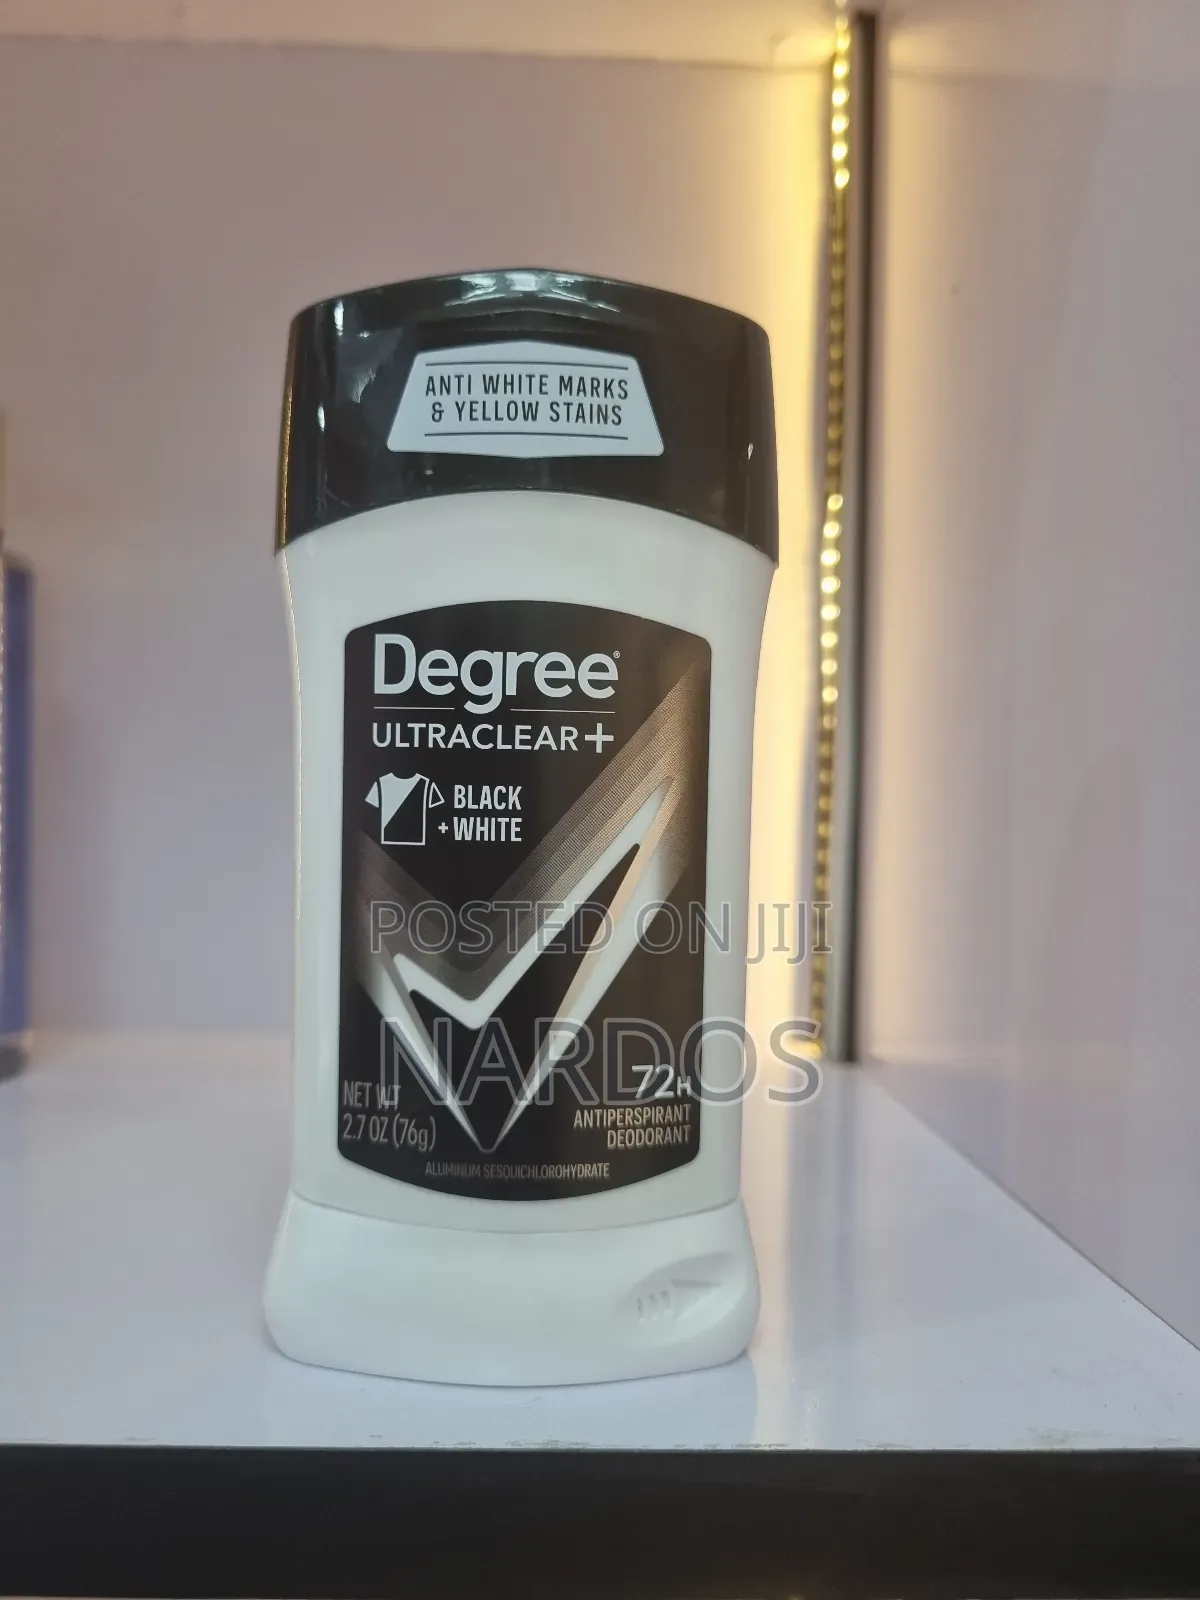 ANTI WHITE MARKS
& YELLOW STAINS
Degree®
ULTRACLEAR+
BLACK
+ WHITE
POSTED ON JIJI
NARDOS
72H
ANTIPERSPIRANT
DEODORANT
NET WT
2.7 OZ (76g)
ALUMINUM SESQUICHLOROHYDRATE